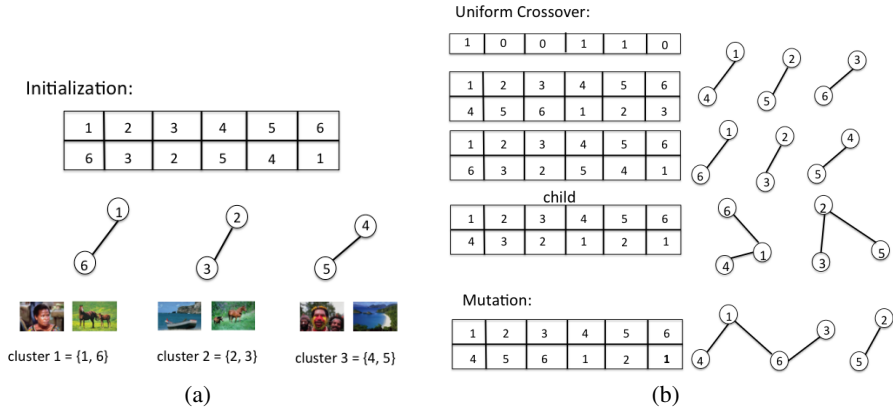 Initialization:
1 2 3 4 5 6
6 3 2 5 4 1
1 2 4
6 3 5
cluster 1 = {1, 6} cluster 2 = {2, 3} cluster 3 = {4, 5}
(a)
Uniform Crossover:
1 0 0 1 1 0
1 2 3 4 5 6
4 5 6 1 2 3
1 2 3
4 5 6
1 2 3 4 5 6
6 3 2 5 4 1
1 2 4
6 3 5
child
1 2 3 4 5 6
4 3 2 1 2 1
6 2
4 1 3 5
Mutation:
1 2 3 4 5 6
4 5 6 1 2 1
1 3 2
4 6 5
(b)